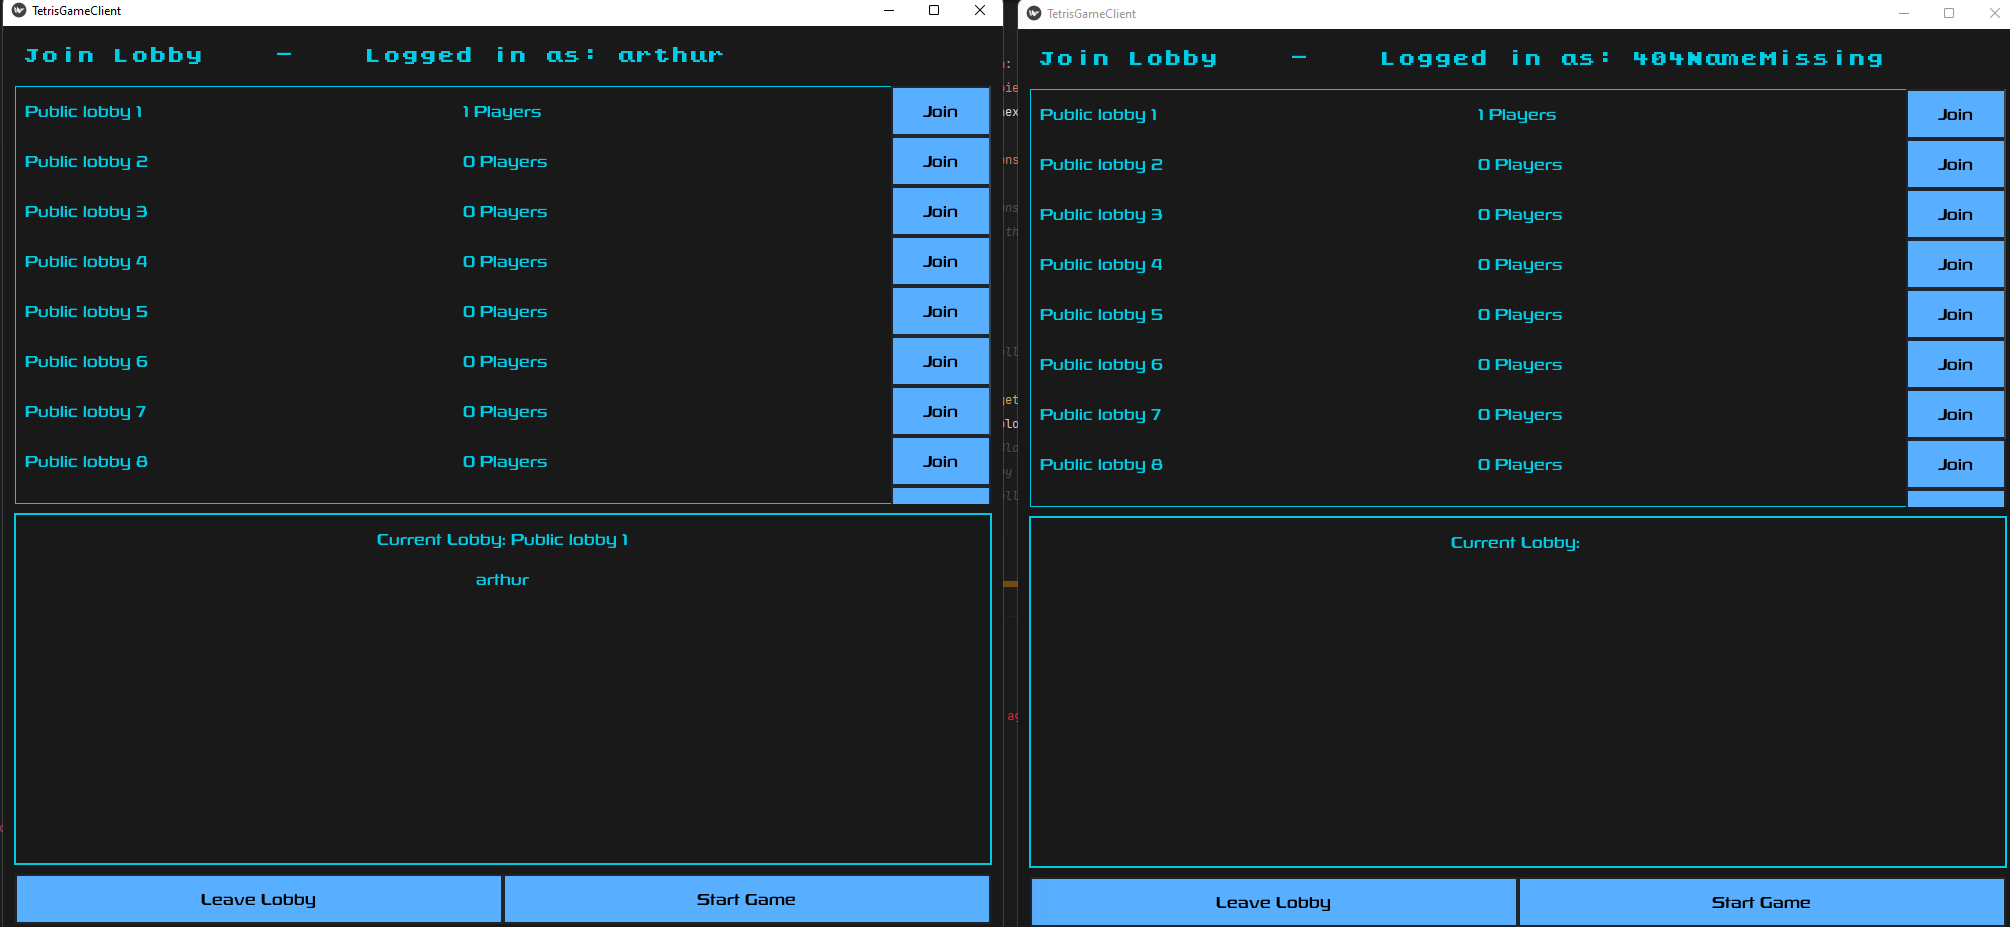 TetrisGameClient
Join Lobby - Logged in as: arthur
Public lobby 1 1 Players Join
Public lobby 2 0 Players Join
Public lobby 3 0 Players Join
Public lobby 4 0 Players Join
Public lobby 5 0 Players Join
Public lobby 6 0 Players Join
Public lobby 7 0 Players Join
Public lobby 8 0 Players Join
Current Lobby: Public lobby 1
arthur
Leave Lobby Start Game
TetrisGameClient
Join Lobby - Logged in as: 404NameMissing
Public lobby 1 1 Players Join
Public lobby 2 0 Players Join
Public lobby 3 0 Players Join
Public lobby 4 0 Players Join
Public lobby 5 0 Players Join
Public lobby 6 0 Players Join
Public lobby 7 0 Players Join
Public lobby 8 0 Players Join
Current Lobby:
Leave Lobby Start Game